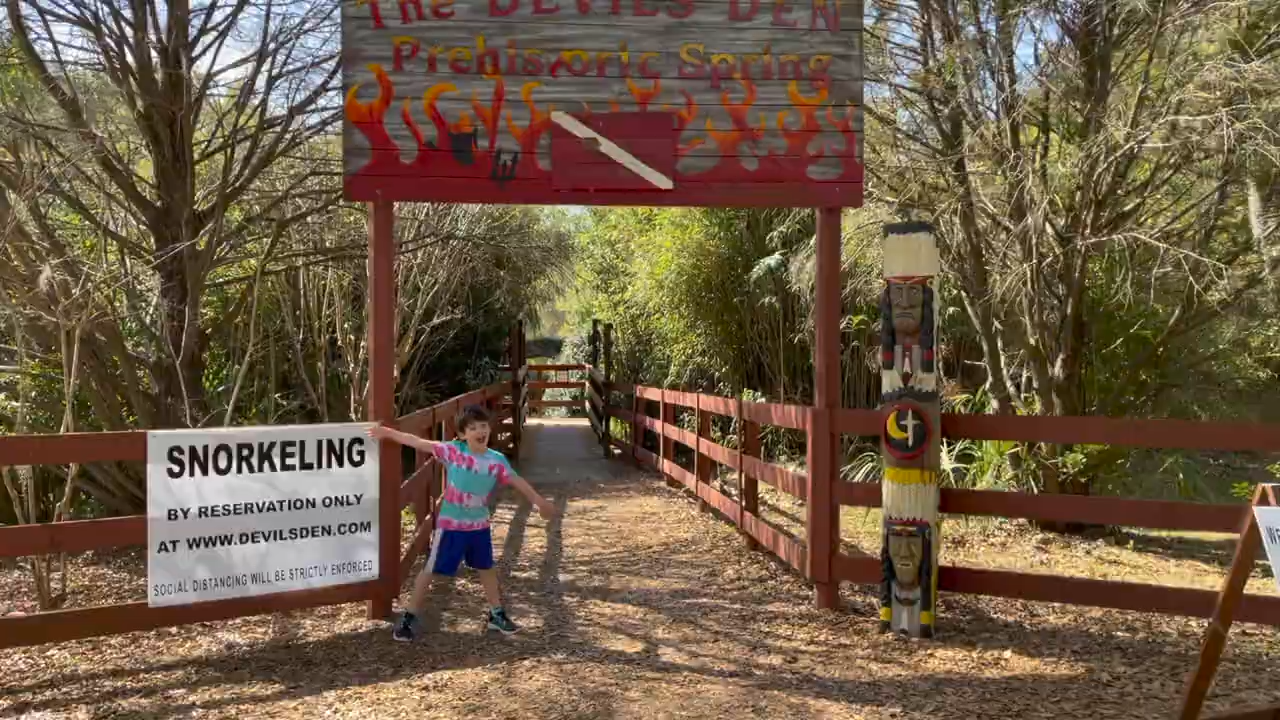 The DEVILS DEN
Prehistoric Spring
SNORKELING
BY RESERVATION ONLY
AT WWW.DEVILSDEN.COM
SOCIAL DISTANCING WILL BE STRICTLY ENFORCED